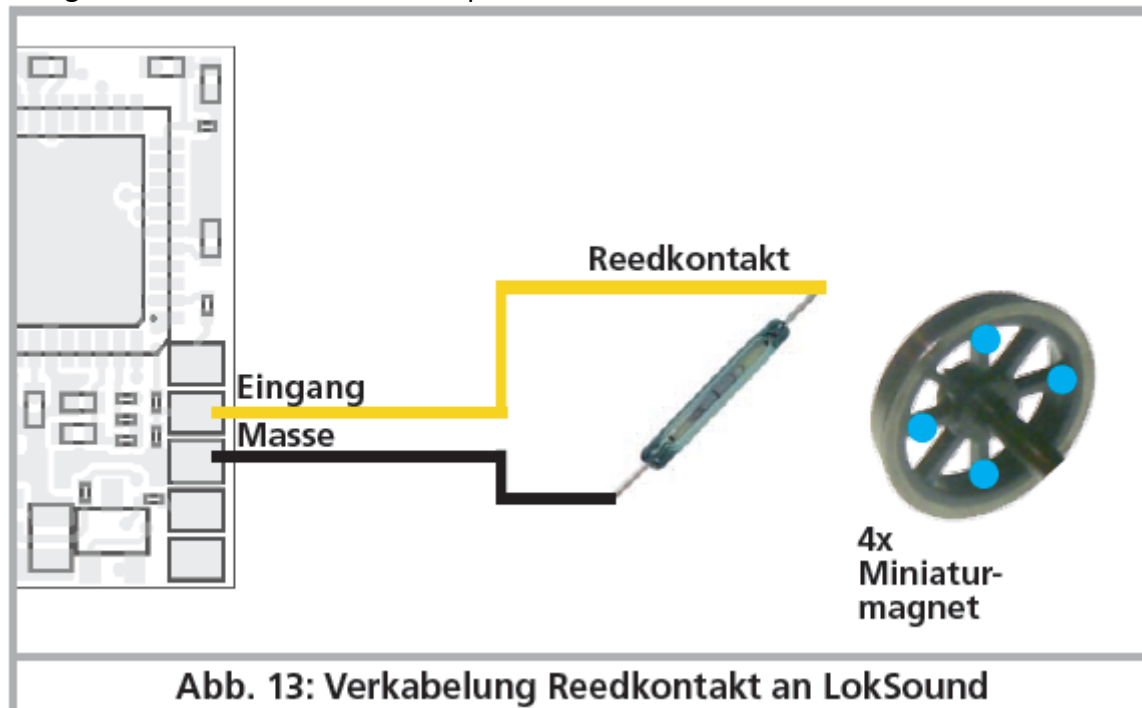 Reedkontakt
Eingang
Masse
4x
Miniatur-
magnet
Abb. 13: Verkabelung Reedkontakt an LokSound